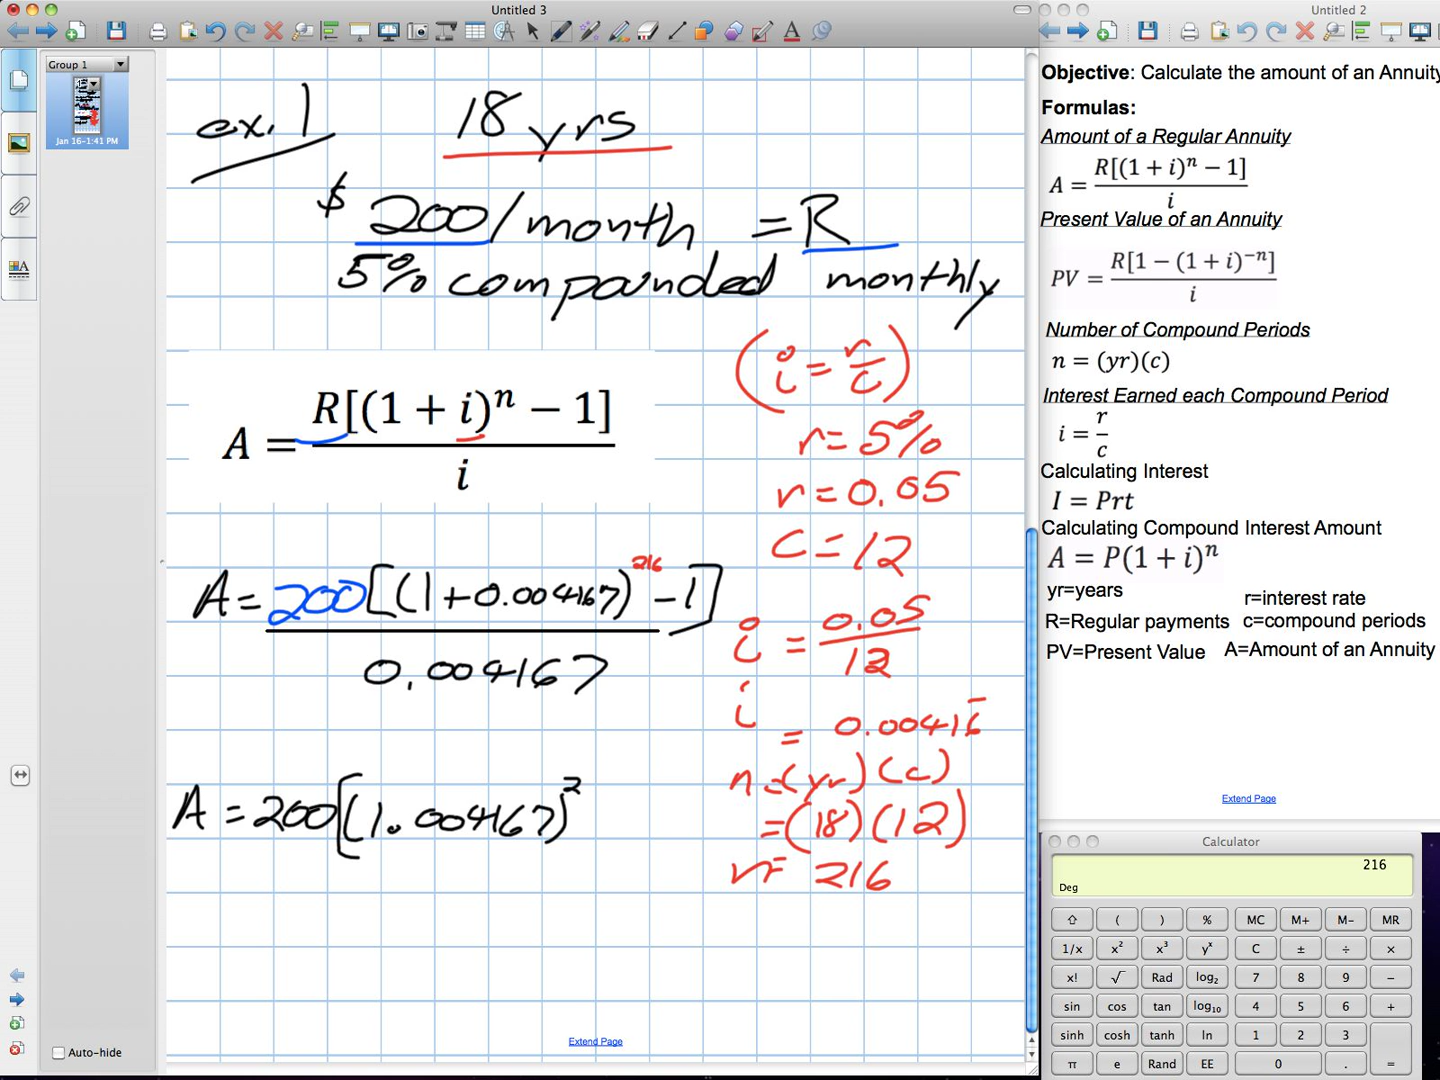 Untitled 3
Group 1
Jan 16-1:41 PM
ex. 1
18 yrs
$ 200/month = R
5% compounded monthly
A = R[(1 + i)^n − 1] / i
(i = r/c)
r = 5%
r = 0.05
c = 12
A = 200[(1+0.004167)^216 − 1] / 0.004167
i = 0.05/12
i = 0.00416̅
n = (yr)(c)
= (18)(12)
n = 216
A = 200[(1.004167)^2
Extend Page
Auto-hide
Untitled 2
Objective: Calculate the amount of an Annuity
Formulas:
Amount of a Regular Annuity
A = R[(1 + i)^n − 1] / i
Present Value of an Annuity
PV = R[1 − (1 + i)^−n] / i
Number of Compound Periods
n = (yr)(c)
Interest Earned each Compound Period
i = r/c
Calculating Interest
I = Prt
Calculating Compound Interest Amount
A = P(1 + i)^n
yr=years
r=interest rate
R=Regular payments
c=compound periods
PV=Present Value
A=Amount of an Annuity
Extend Page
Calculator
216
Deg
⇧ ( ) % MC M+ M− MR
1/x x² x³ yˣ C ± ÷ ×
x! √ Rad log₂ 7 8 9 −
sin cos tan log₁₀ 4 5 6 +
sinh cosh tanh ln 1 2 3
π e Rand EE 0 . =